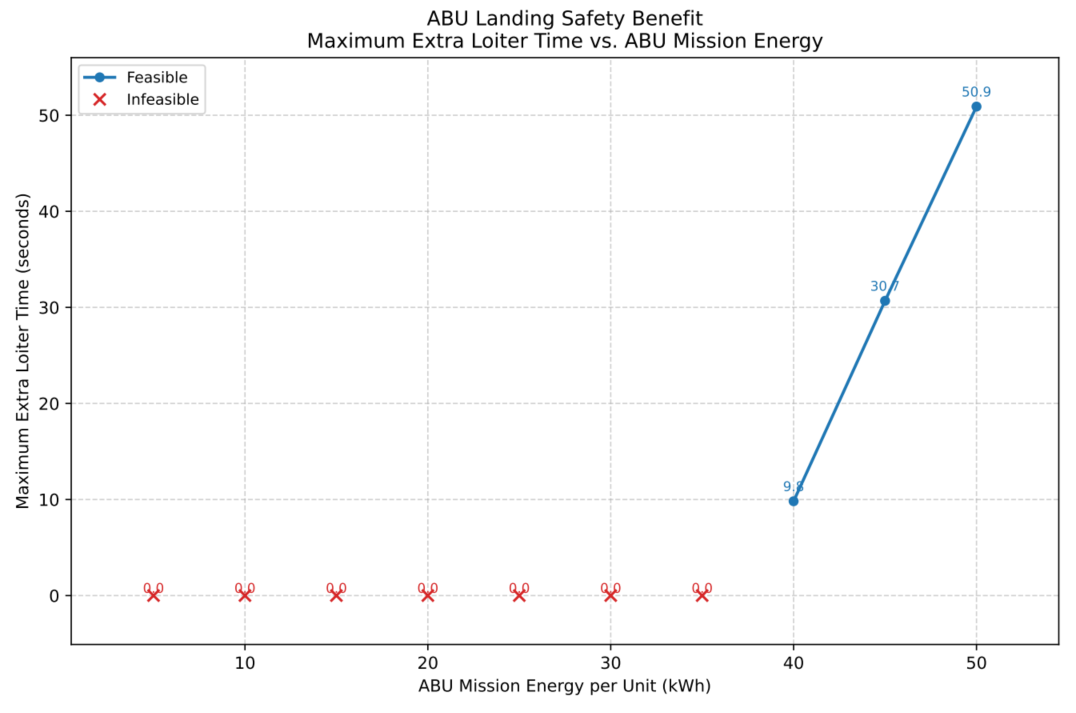 ABU Landing Safety Benefit
Maximum Extra Loiter Time vs. ABU Mission Energy
Feasible
Infeasible
Maximum Extra Loiter Time (seconds)
50
40
30
20
10
0
50.9
30.7
9.8
0.0 0.0 0.0 0.0 0.0 0.0 0.0
10 20 30 40 50
ABU Mission Energy per Unit (kWh)